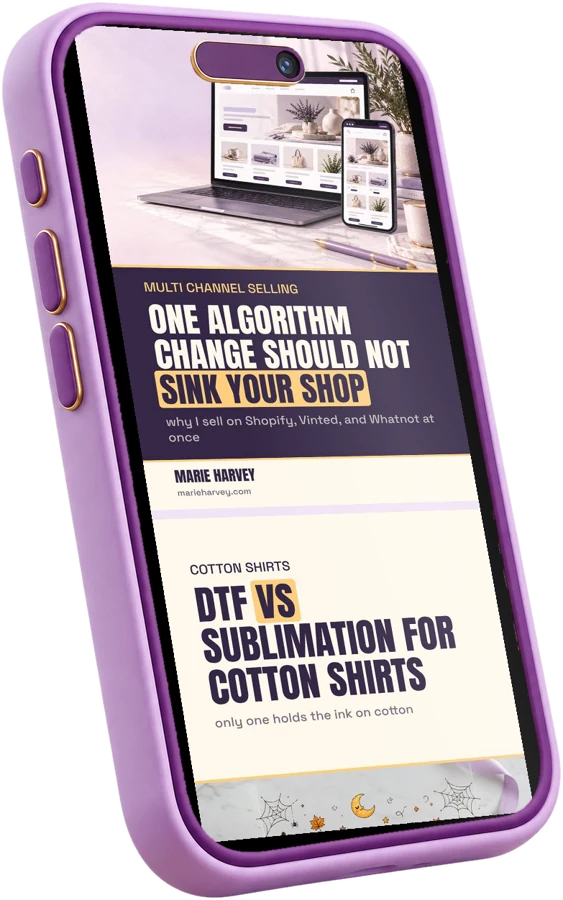 MULTI CHANNEL SELLING
ONE ALGORITHM
CHANGE SHOULD NOT
SINK YOUR SHOP
why I sell on Shopify, Vinted, and Whatnot at
once
MARIE HARVEY
marieharvey.com
COTTON SHIRTS
DTF VS
SUBLIMATION FOR
COTTON SHIRTS
only one holds the ink on cotton